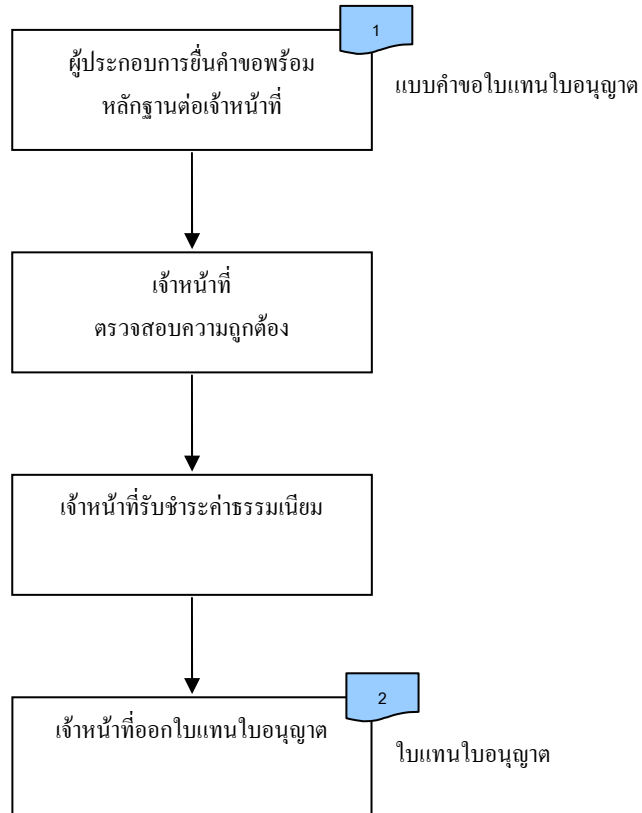 1
ผู้ประกอบการยื่นคำขอพร้อม
หลักฐานต่อเจ้าหน้าที่
แบบคำขอใบแทนใบอนุญาต
เจ้าหน้าที่
ตรวจสอบความถูกต้อง
เจ้าหน้าที่รับชำระค่าธรรมเนียม
2
เจ้าหน้าที่ออกใบแทนใบอนุญาต
ใบแทนใบอนุญาต